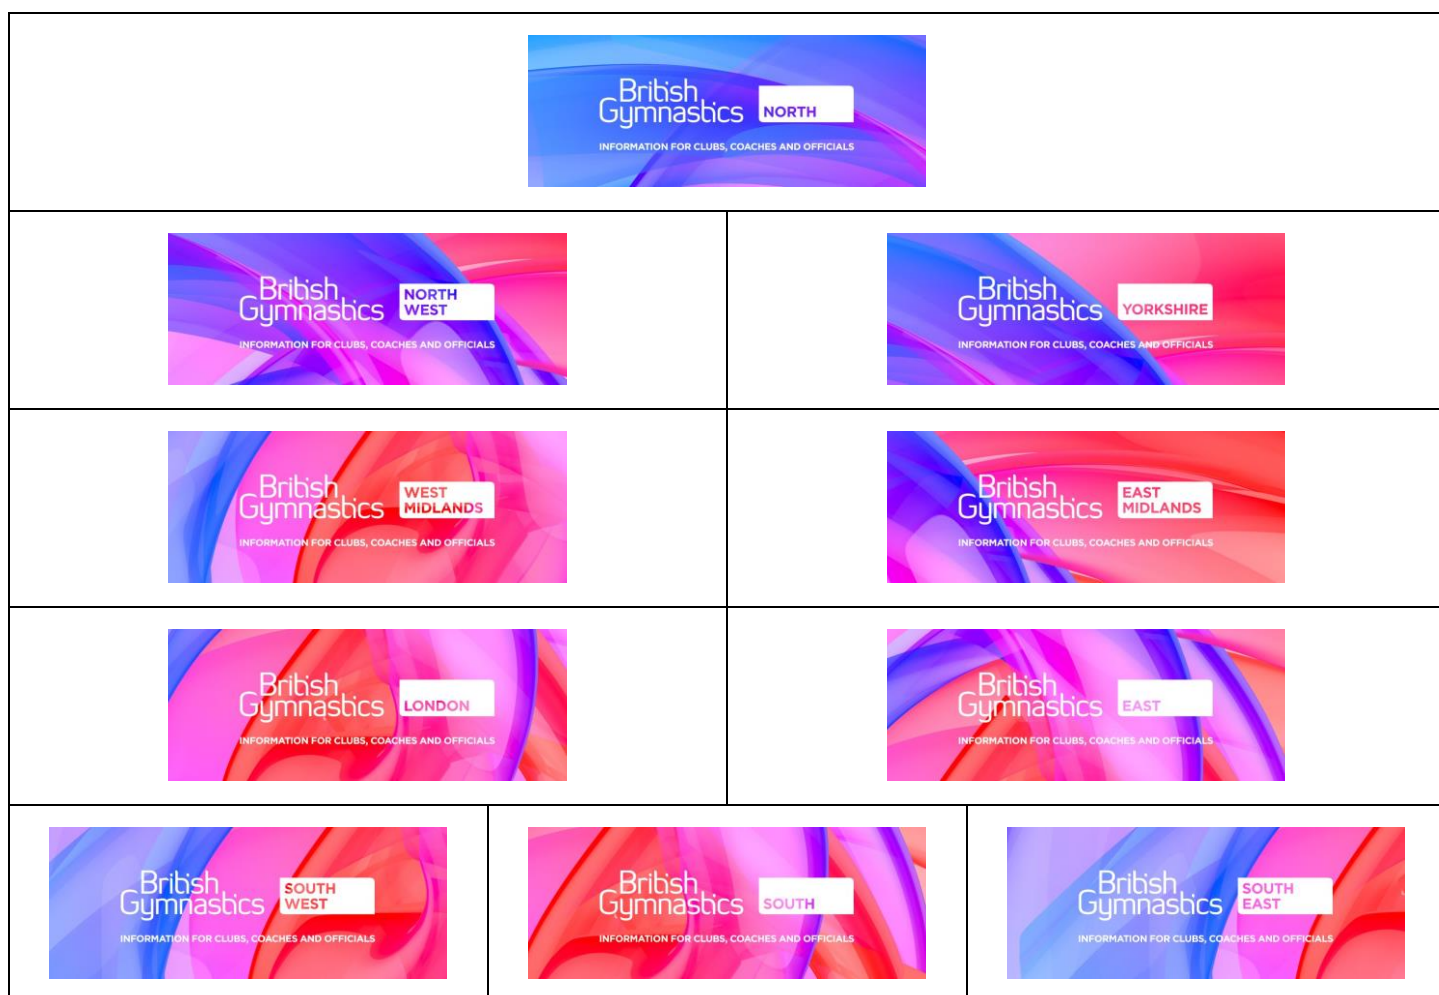 British
Gymnastics
NORTH
INFORMATION FOR CLUBS, COACHES AND OFFICIALS
British
Gymnastics
NORTH
WEST
INFORMATION FOR CLUBS, COACHES AND OFFICIALS
British
Gymnastics
YORKSHIRE
INFORMATION FOR CLUBS, COACHES AND OFFICIALS
British
Gymnastics
WEST
MIDLANDS
INFORMATION FOR CLUBS, COACHES AND OFFICIALS
British
Gymnastics
EAST
MIDLANDS
INFORMATION FOR CLUBS, COACHES AND OFFICIALS
British
Gymnastics
LONDON
INFORMATION FOR CLUBS, COACHES AND OFFICIALS
British
Gymnastics
EAST
INFORMATION FOR CLUBS, COACHES AND OFFICIALS
British
Gymnastics
SOUTH
WEST
INFORMATION FOR CLUBS, COACHES AND OFFICIALS
British
Gymnastics
SOUTH
INFORMATION FOR CLUBS, COACHES AND OFFICIALS
British
Gymnastics
SOUTH
EAST
INFORMATION FOR CLUBS, COACHES AND OFFICIALS